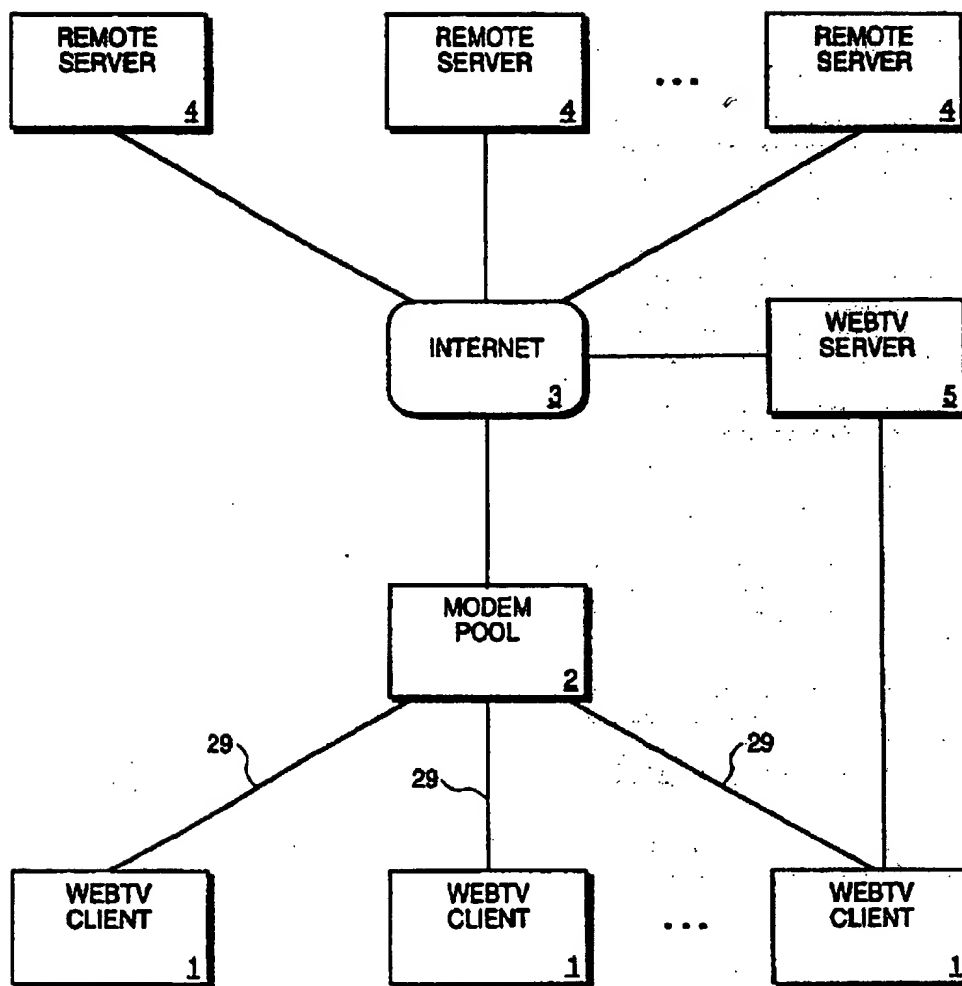 REMOTE
SERVER
4
REMOTE
SERVER
4
...
REMOTE
SERVER
4
INTERNET
3
WEBTV
SERVER
5
MODEM
POOL
2
29
29
29
WEBTV
CLIENT
1
WEBTV
CLIENT
1
...
WEBTV
CLIENT
1